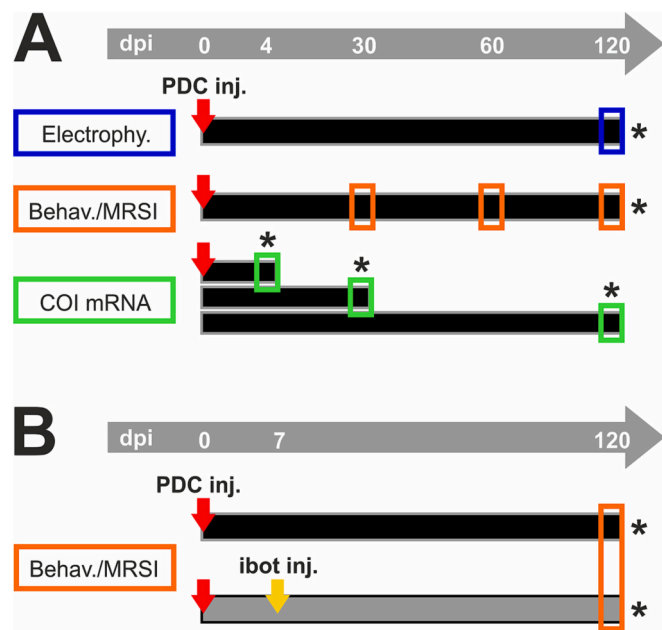 A
dpi 0 4 30 60 120
PDC inj.
Electrophy. *
Behav./MRSI *
* * *
COI mRNA
B
dpi 0 7 120
PDC inj.
*
Behav./MRSI ibot inj.
*